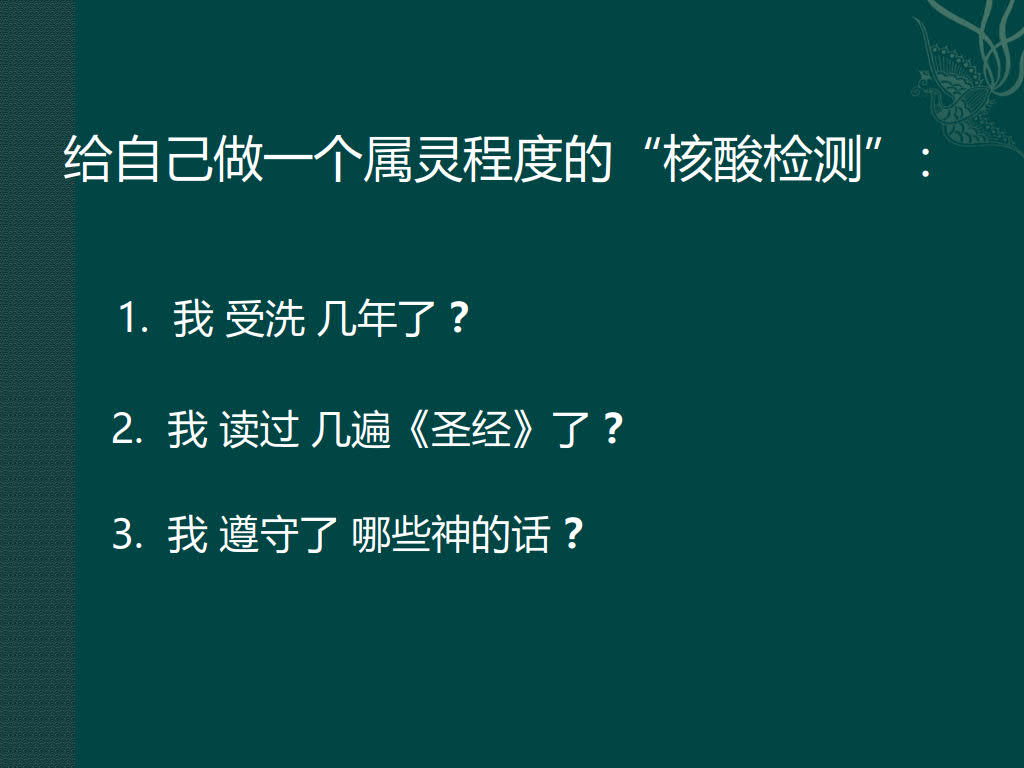 给自己做一个属灵程度的“核酸检测”：
1. 我 受洗 几年了？
2. 我 读过 几遍《圣经》了？
3. 我 遵守了 哪些神的话？